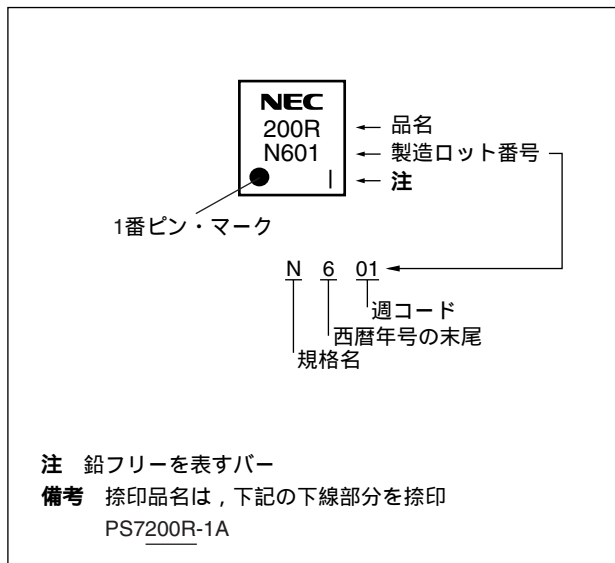 NEC
200R ← 品名
N601 ← 製造ロット番号
| ← 注
1番ピン・マーク
N 6 01
週コード
西暦年号の末尾
規格名
注 鉛フリーを表すバー
備考 捺印品名は，下記の下線部分を捺印
PS7200R-1A